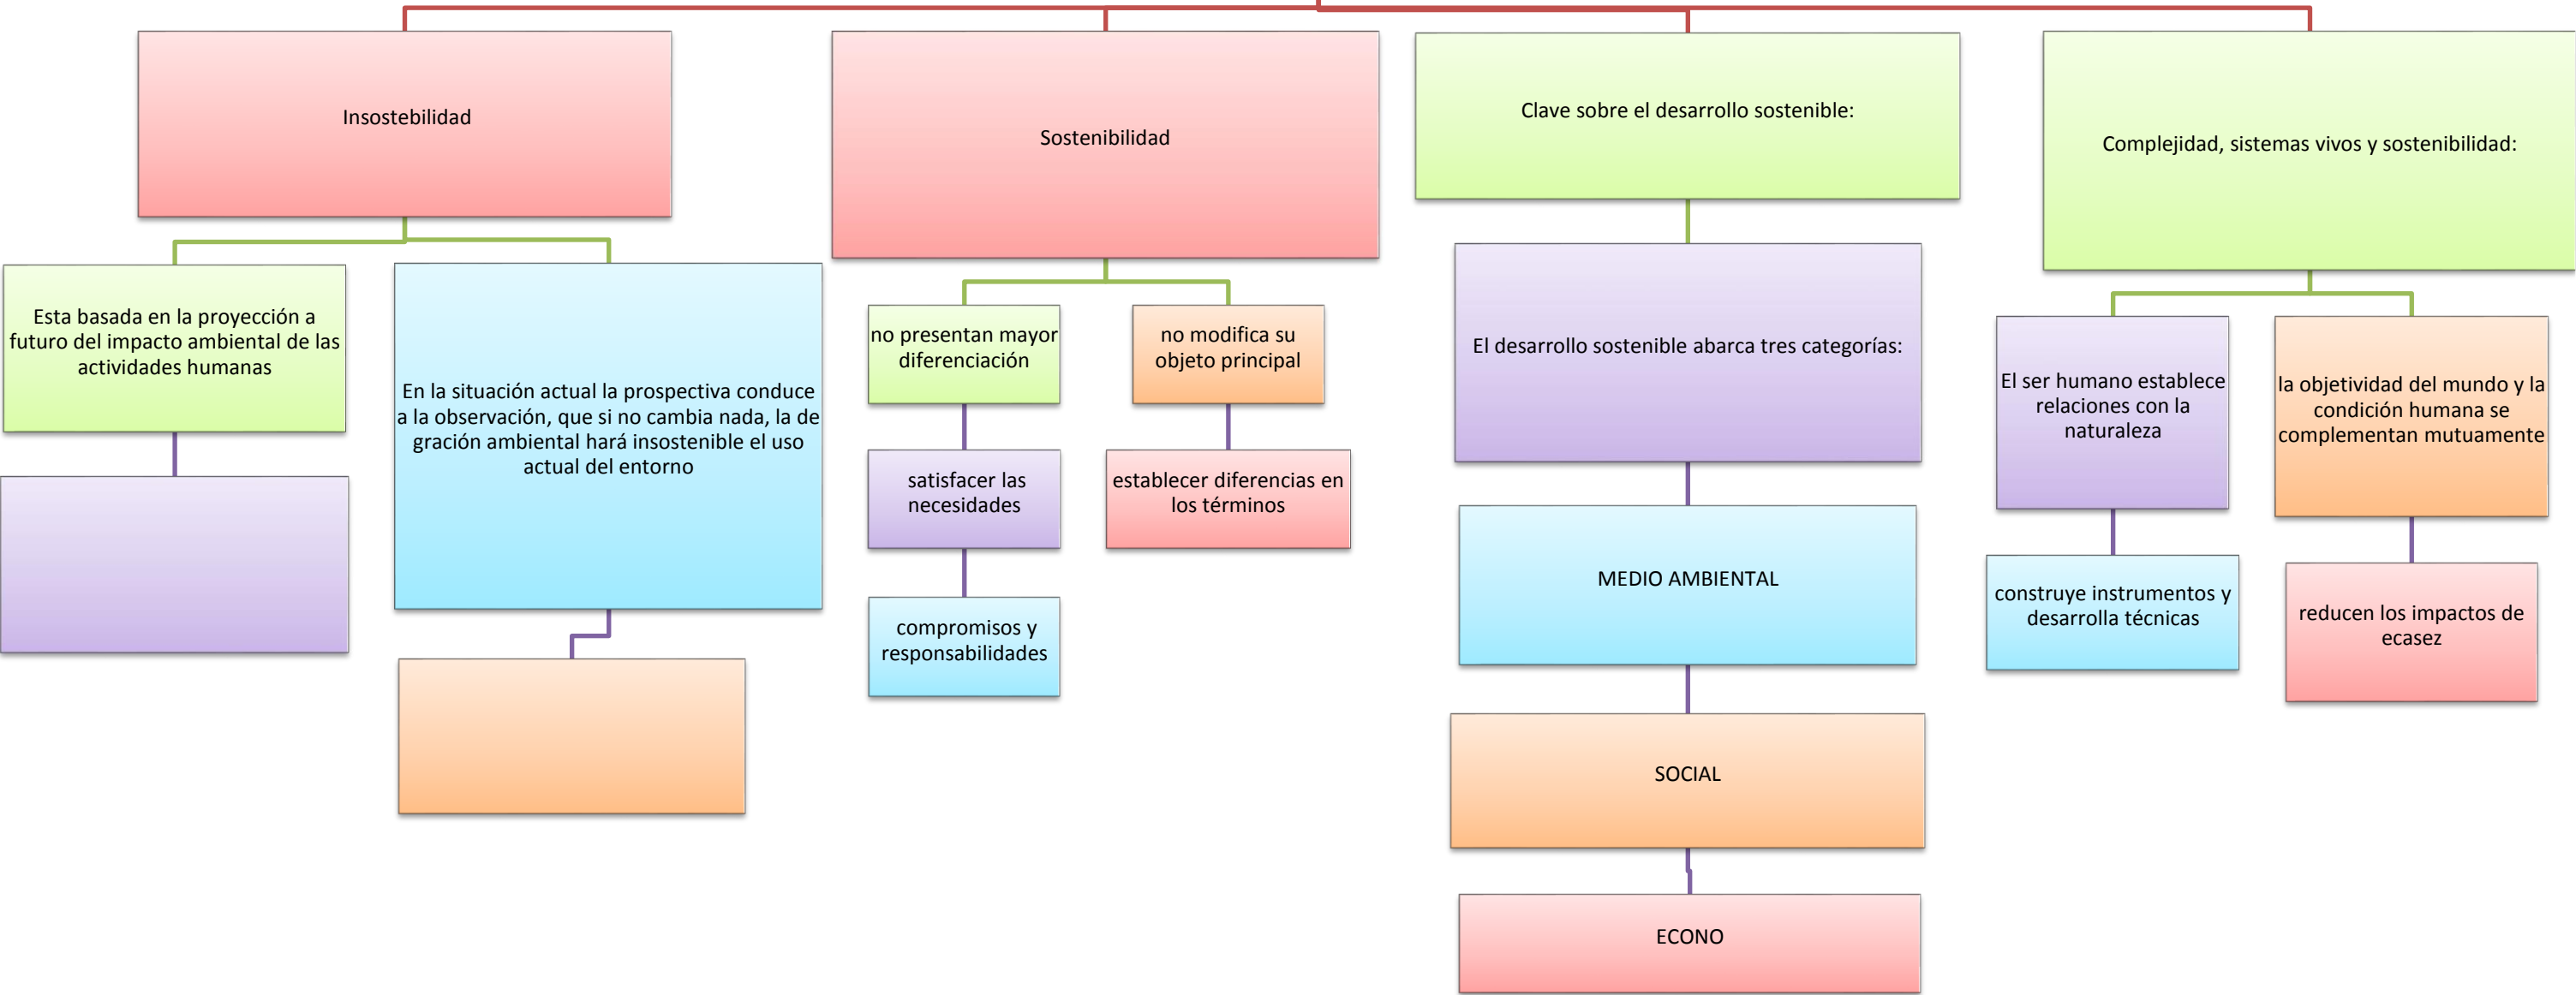 Insostebilidad
Esta basada en la proyección a
futuro del impacto ambiental de las
actividades humanas
En la situación actual la prospectiva conduce
a la observación, que si no cambia nada, la de
gración ambiental hará insostenible el uso
actual del entorno
Sostenibilidad
no presentan mayor
diferenciación
satisfacer las
necesidades
compromisos y
responsabilidades
no modifica su
objeto principal
establecer diferencias en
los términos
Clave sobre el desarrollo sostenible:
El desarrollo sostenible abarca tres categorías:
MEDIO AMBIENTAL
SOCIAL
ECONO
Complejidad, sistemas vivos y sostenibilidad:
El ser humano establece
relaciones con la
naturaleza
construye instrumentos y
desarrolla técnicas
la objetividad del mundo y la
condición humana se
complementan mutuamente
reducen los impactos de
ecasez